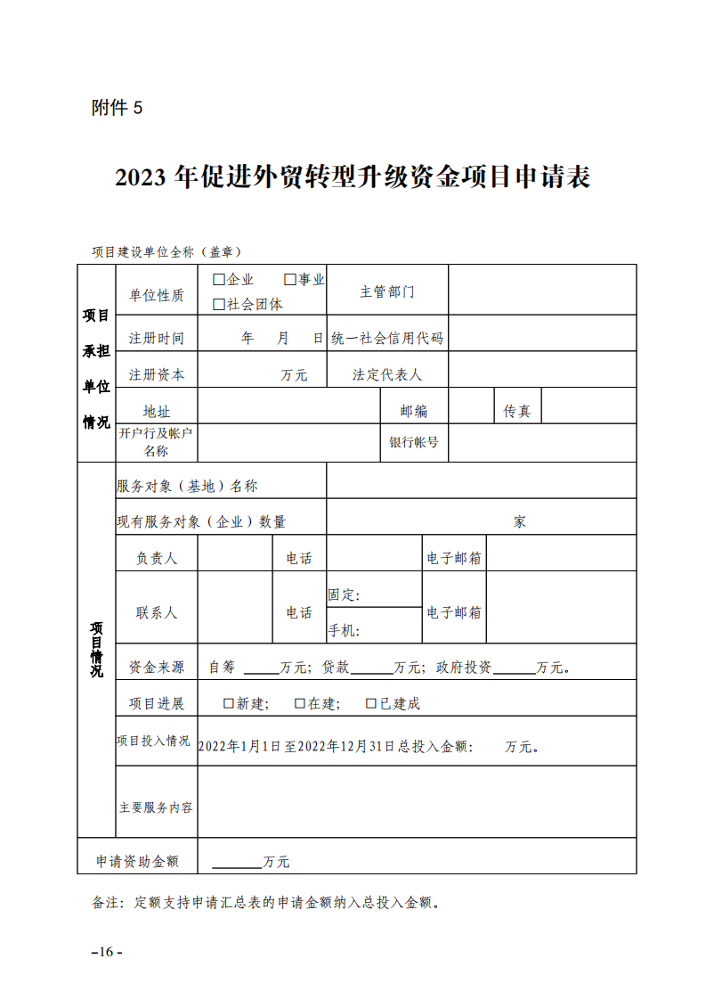 附件 5
2023 年促进外贸转型升级资金项目申请表
项目建设单位全称（盖章）
项目
承担
单位
情况
单位性质
□企业 □事业
□社会团体
主管部门
注册时间
年 月 日
统一社会信用代码
注册资本
万元
法定代表人
地址
邮编
传真
开户行及帐户
名称
银行帐号
项
目
情
况
服务对象（基地）名称
现有服务对象（企业）数量
家
负责人
电话
电子邮箱
联系人
电话
固定：
手机：
电子邮箱
资金来源
自筹 _____万元；贷款______万元；政府投资______万元。
项目进展
□新建； □在建； □已建成
项目投入情况
2022年1月1日至2022年12月31日总投入金额： 万元。
主要服务内容
申请资助金额
_______万元
备注：定额支持申请汇总表的申请金额纳入总投入金额。
-16 -